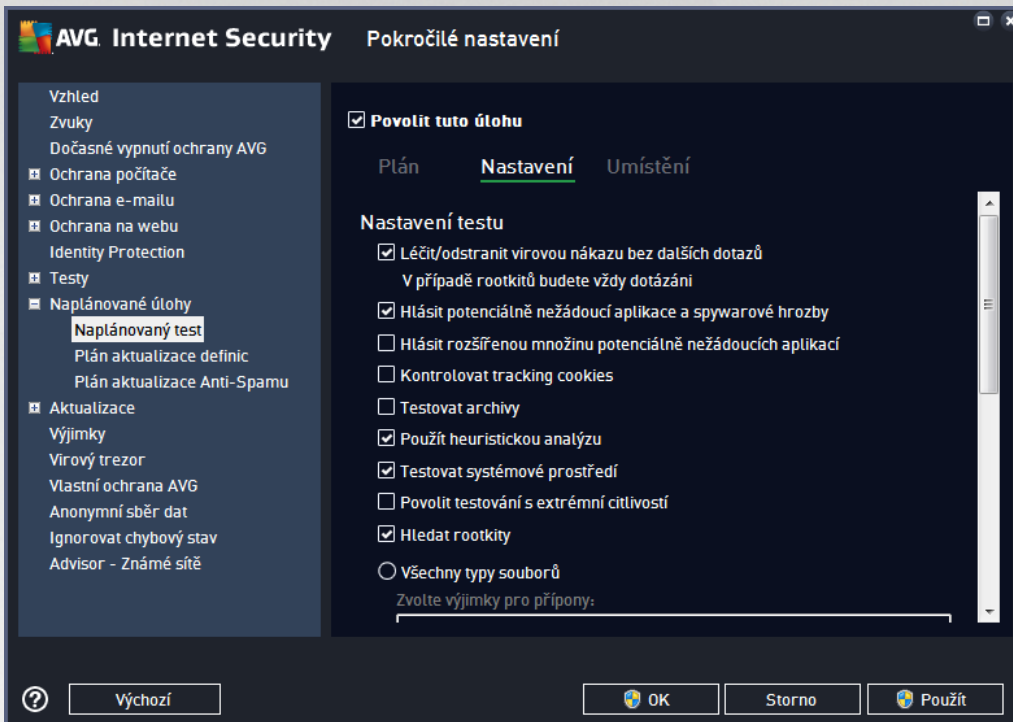 AVG. Internet Security Pokročilé nastavení
Vzhled
Zvuky
Dočasné vypnutí ochrany AVG
Ochrana počítače
Ochrana e-mailu
Ochrana na webu
Identity Protection
Testy
Naplánované úlohy
Naplánovaný test
Plán aktualizace definic
Plán aktualizace Anti-Spamu
Aktualizace
Výjimky
Virový trezor
Vlastní ochrana AVG
Anonymní sběr dat
Ignorovat chybový stav
Advisor - Známé sítě
Povolit tuto úlohu
Plán Nastavení Umístění
Nastavení testu
Léčit/odstranit virovou nákazu bez dalších dotazů
V případě rootkitů budete vždy dotázáni
Hlásit potenciálně nežádoucí aplikace a spywarové hrozby
Hlásit rozšířenou množinu potenciálně nežádoucích aplikací
Kontrolovat tracking cookies
Testovat archivy
Použít heuristickou analýzu
Testovat systémové prostředí
Povolit testování s extrémní citlivostí
Hledat rootkity
Všechny typy souborů
Zvolte výjimky pro přípony:
? Výchozí OK Storno Použít